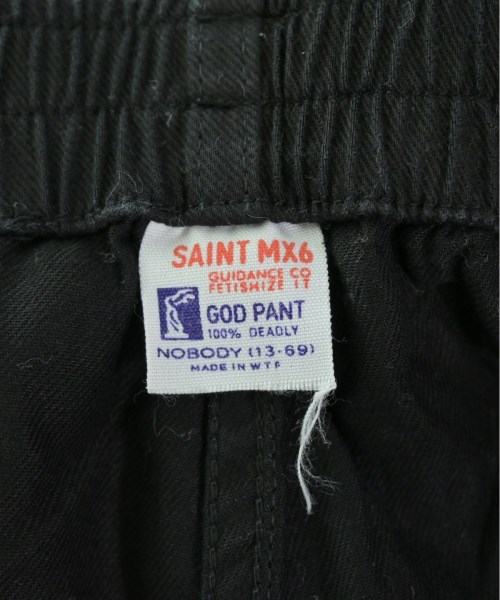 SAINT MX6
GUIDANCE CO
FETISHIZE IT
GOD PANT
100% DEADLY
NOBODY (13-69)
MADE IN WTF